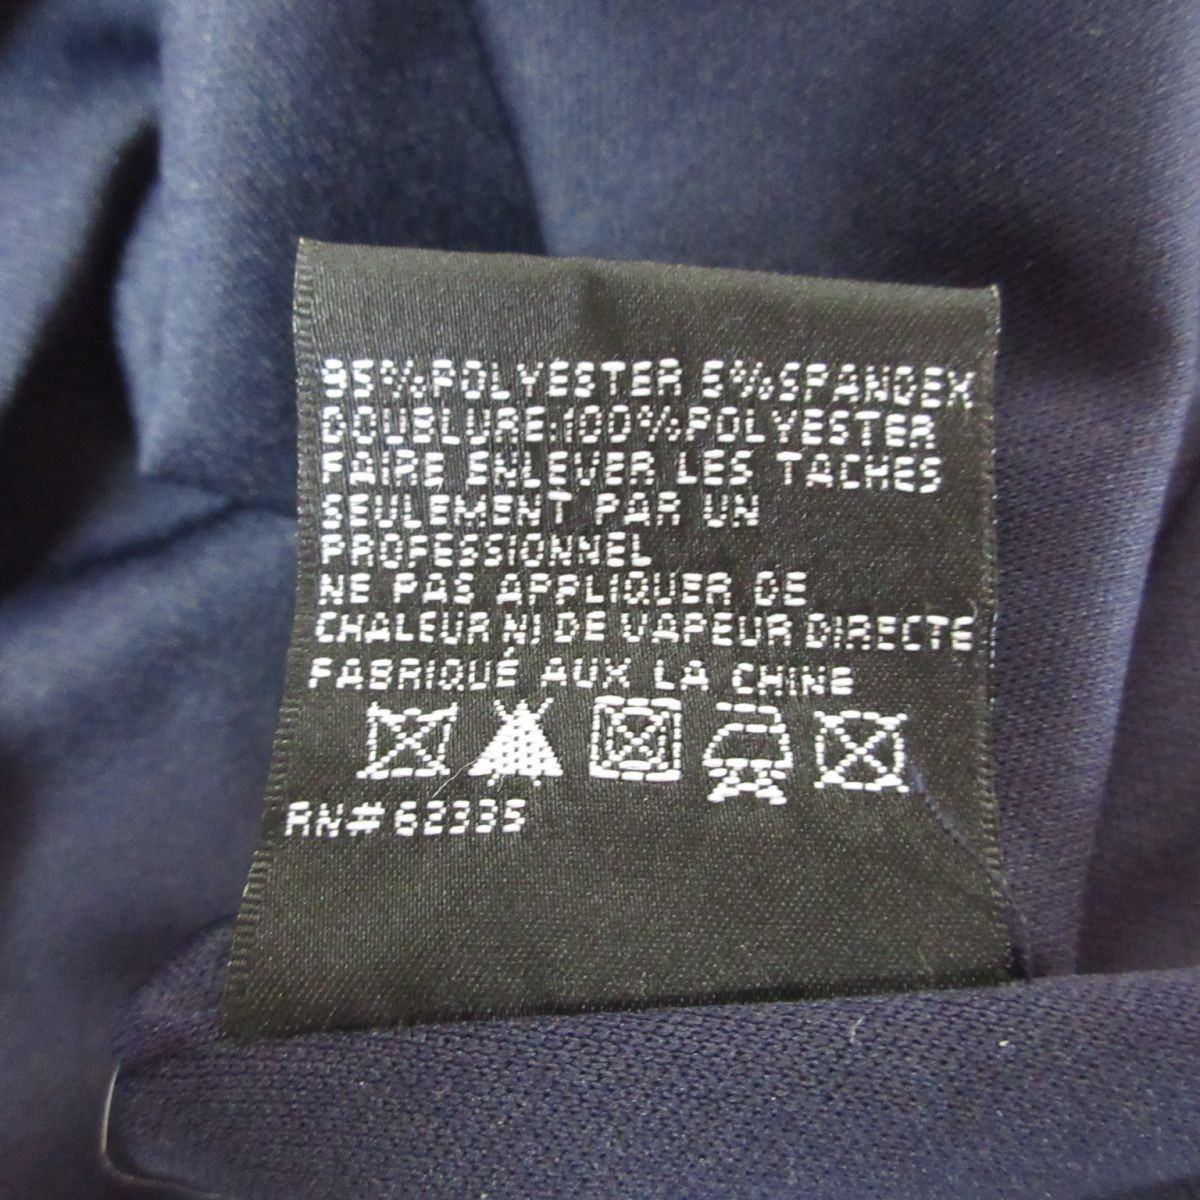 95%POLYESTER 5%SPANDEX
DOUBLURE:100%POLYESTER
FAIRE ENLEVER LES TACHES
SEULEMENT PAR UN
PROFESSIONNEL
NE PAS APPLIQUER DE
CHALEUR NI DE VAPEUR DIRECTE
FABRIQUÉ AUX LA CHINE
RN# 62335